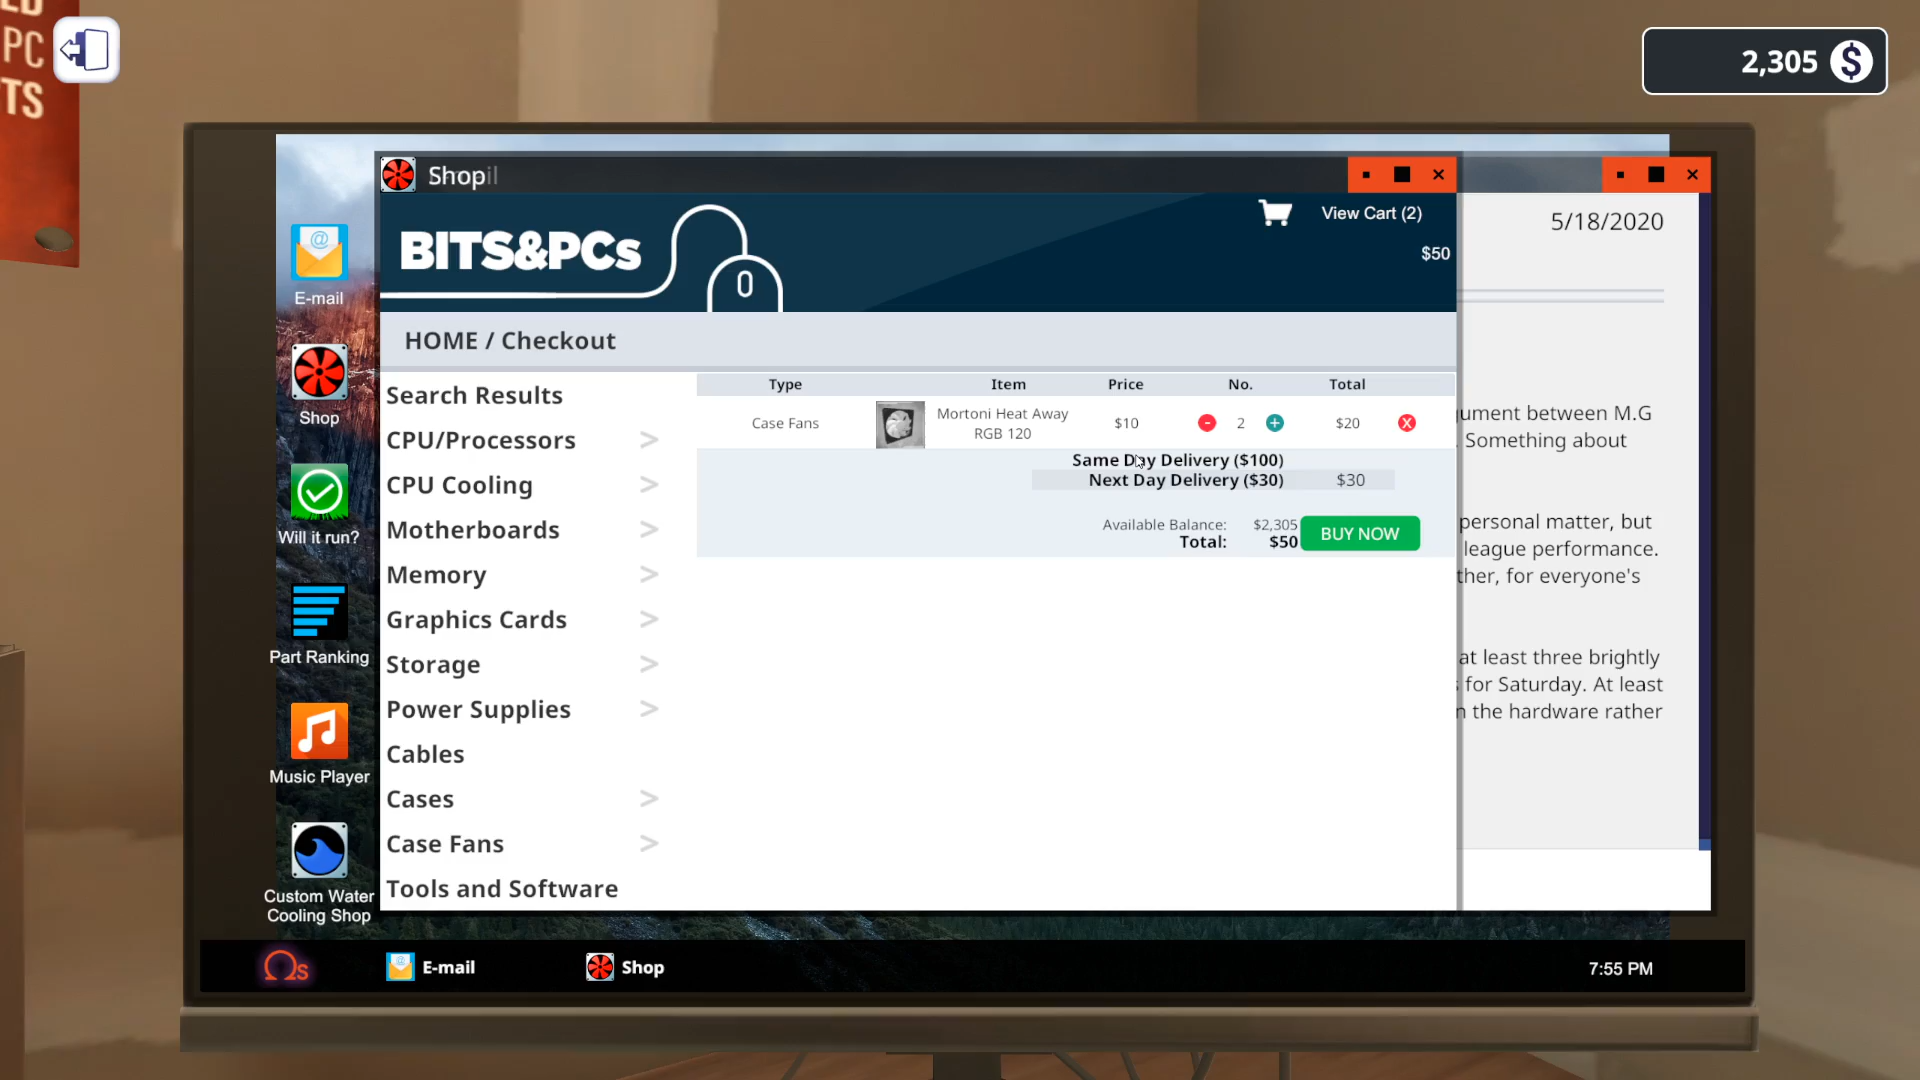 PC
TS
2,305
Shop
View Cart (2)
$50
5/18/2020
BITS&PCs
HOME / Checkout
Search Results
CPU/Processors >
CPU Cooling >
Motherboards >
Memory >
Graphics Cards >
Storage >
Power Supplies >
Cables
Cases >
Case Fans >
Tools and Software
Type Item Price No. Total
Case Fans Mortoni Heat Away RGB 120 $10 - 2 + $20 X
Same Day Delivery ($100)
Next Day Delivery ($30) $30
Available Balance: $2,305
Total: $50
BUY NOW
gument between M.G
. Something about
personal matter, but
league performance.
ther, for everyone's
at least three brightly
s for Saturday. At least
n the hardware rather
E-mail
Shop
Will it run?
Part Ranking
Music Player
Custom Water
Cooling Shop
Ωs
E-mail
Shop
7:55 PM